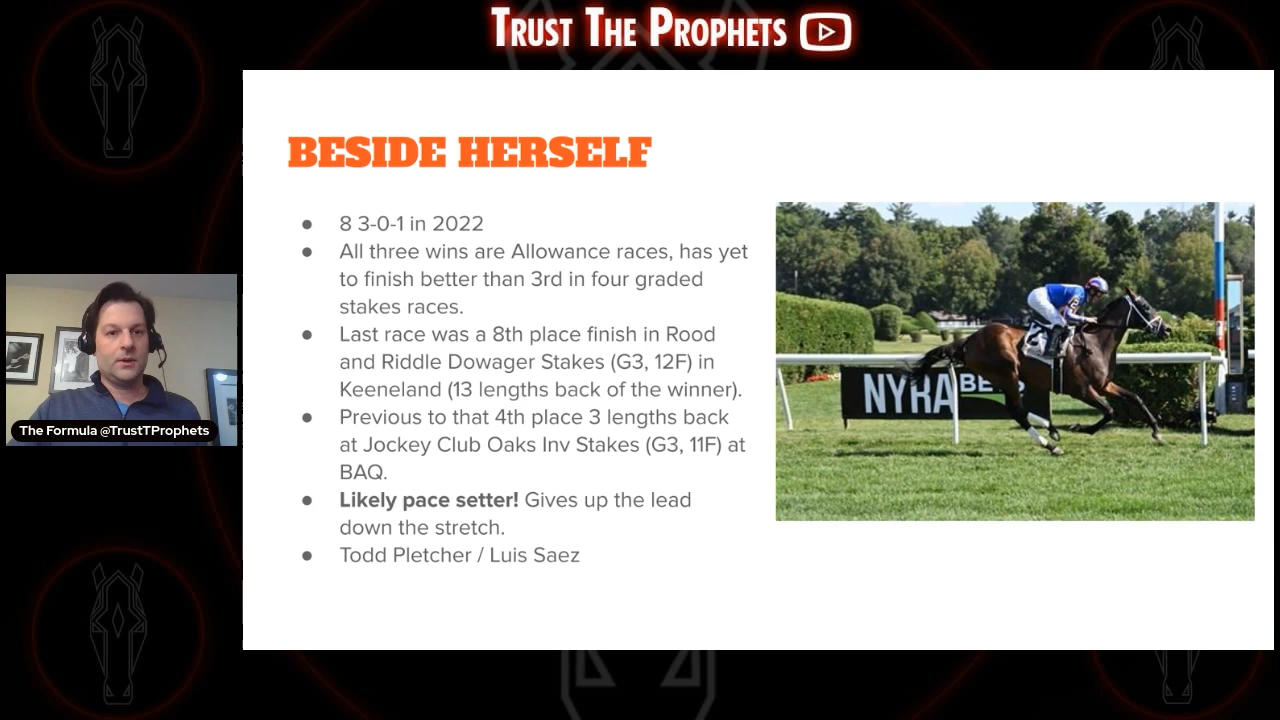 TRUST THE PROPHETS
BESIDE HERSELF
● 8 3-0-1 in 2022
● All three wins are Allowance races, has yet
to finish better than 3rd in four graded
stakes races.
● Last race was a 8th place finish in Rood
and Riddle Dowager Stakes (G3, 12F) in
Keeneland (13 lengths back of the winner).
● Previous to that 4th place 3 lengths back
at Jockey Club Oaks Inv Stakes (G3, 11F) at
BAQ.
● Likely pace setter! Gives up the lead
down the stretch.
● Todd Pletcher / Luis Saez
NYRA BETS
The Formula @TrustTProphets